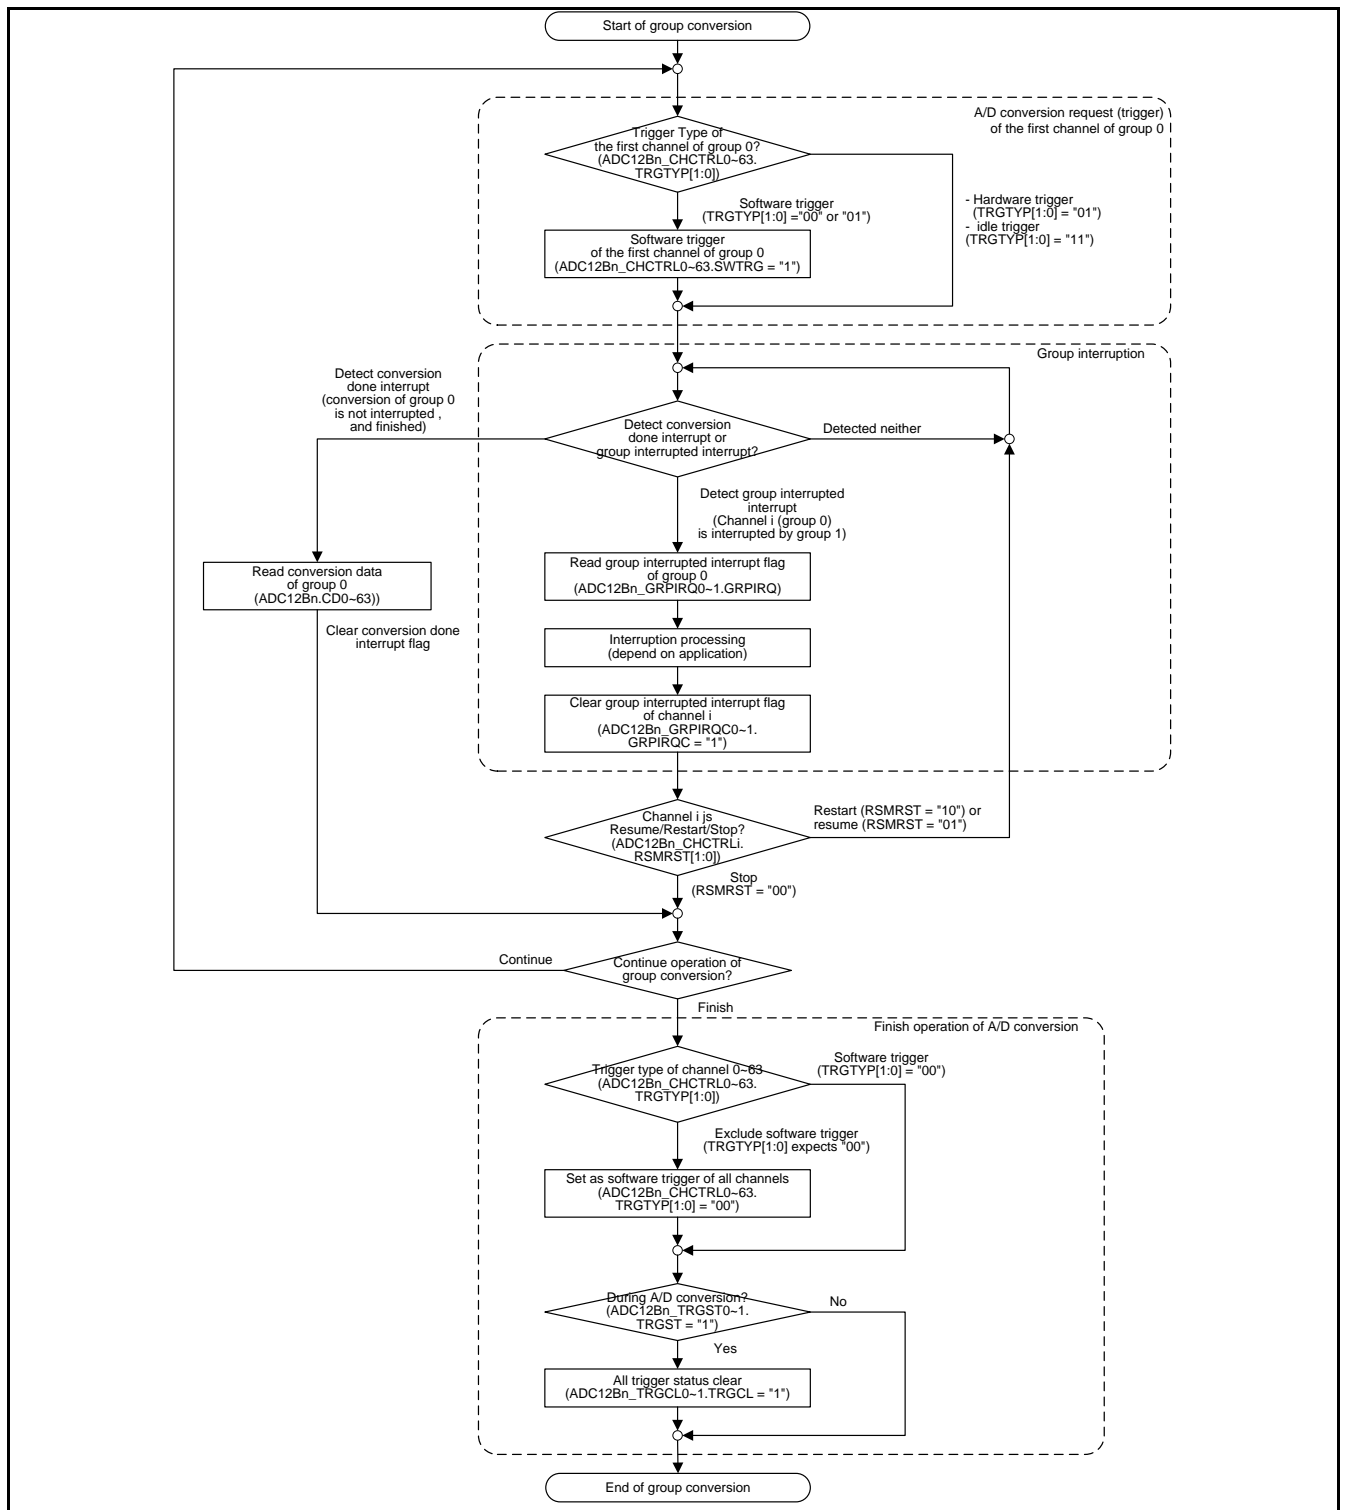 Start of group conversion
A/D conversion request (trigger)
of the first channel of group 0
Trigger Type of
the first channel of group 0?
(ADC12Bn_CHCTRL0~63.
TRGTYP[1:0])
- Hardware trigger
(TRGTYP[1:0] = "01")
- idle trigger
(TRGTYP[1:0] = "11")
Software trigger
(TRGTYP[1:0] ="00" or "01")
Software trigger
of the first channel of group 0
(ADC12Bn_CHCTRL0~63.SWTRG = "1")
Group interruption
Detect conversion
done interrupt
(conversion of group 0
is not interrupted ,
and finished)
Detect conversion
done interrupt or
group interrupted interrupt?
Detected neither
Detect group interrupted
interrupt
(Channel i (group 0)
is interrupted by group 1)
Read conversion data
of group 0
(ADC12Bn.CD0~63))
Read group interrupted interrupt flag
of group 0
(ADC12Bn_GRPIRQ0~1.GRPIRQ)
Clear conversion done
interrupt flag
Interruption processing
(depend on application)
Clear group interrupted interrupt flag
of channel i
(ADC12Bn_GRPIRQC0~1.
GRPIRQC = "1")
Channel i js
Resume/Restart/Stop?
(ADC12Bn_CHCTRLi.
RSMRST[1:0])
Restart (RSMRST = "10") or
resume (RSMRST = "01")
Stop
(RSMRST = "00")
Continue
Continue operation of
group conversion?
Finish
Finish operation of A/D conversion
Trigger type of channel 0~63
(ADC12Bn_CHCTRL0~63.
TRGTYP[1:0])
Software trigger
(TRGTYP[1:0] = "00")
Exclude software trigger
(TRGTYP[1:0] expects "00")
Set as software trigger of all channels
(ADC12Bn_CHCTRL0~63.
TRGTYP[1:0] = "00")
During A/D conversion?
(ADC12Bn_TRGST0~1.
TRGST = "1")
No
Yes
All trigger status clear
(ADC12Bn_TRGCL0~1.TRGCL = "1")
End of group conversion